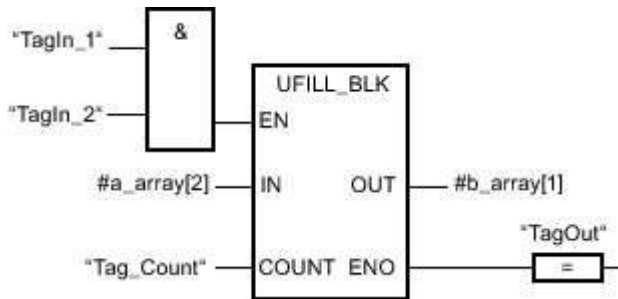 &
"TagIn_1"
UFILL_BLK
"TagIn_2"
EN
#a_array[2] IN OUT #b_array[1]
"TagOut"
"Tag_Count" COUNT ENO =